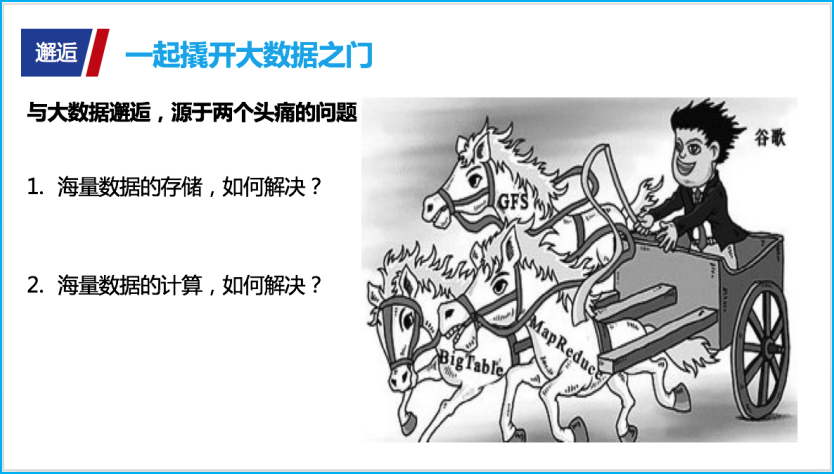 邂逅
一起撬开大数据之门
与大数据邂逅，源于两个头痛的问题
1. 海量数据的存储，如何解决？
2. 海量数据的计算，如何解决？
谷歌
GFS
MapReduce
BigTable